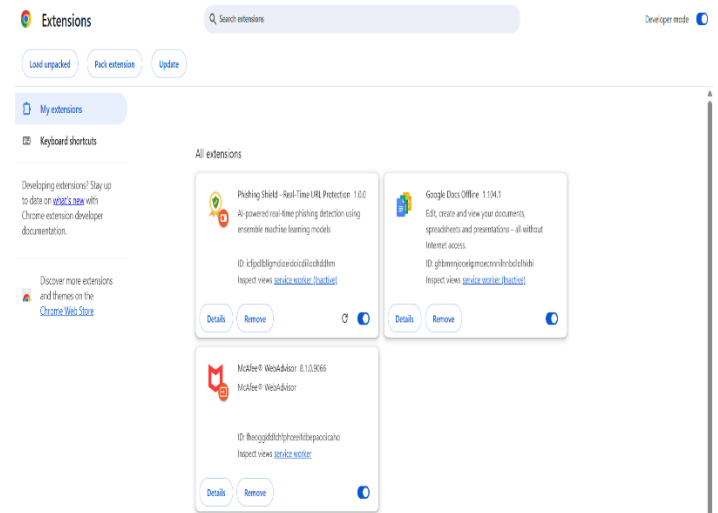 Extensions
Search extensions
Developer mode
Load unpacked
Pack extension
Update
My extensions
Keyboard shortcuts
Developing extensions? Stay up
to date on what's new with
Chrome extension developer
documentation.
Discover more extensions
and themes on the
Chrome Web Store
All extensions
Phishing Shield - Real-Time URL Protection 1.0.0
AI-powered real-time phishing detection using
ensemble machine learning models
ID:
Inspect views service worker (Inactive)
Details
Remove
Google Docs Offline 1.104.1
Edit, create and view your documents,
spreadsheets and presentations – all without
Internet access.
ID: ghbmnnjooekpmoecnnnilnnbdlolhkhi
Inspect views service worker (Inactive)
Details
Remove
McAfee® WebAdvisor 8.1.0.9066
McAfee® WebAdvisor
ID: fheoggkfdfchfphceeifdbepaooicaho
Inspect views service worker
Details
Remove